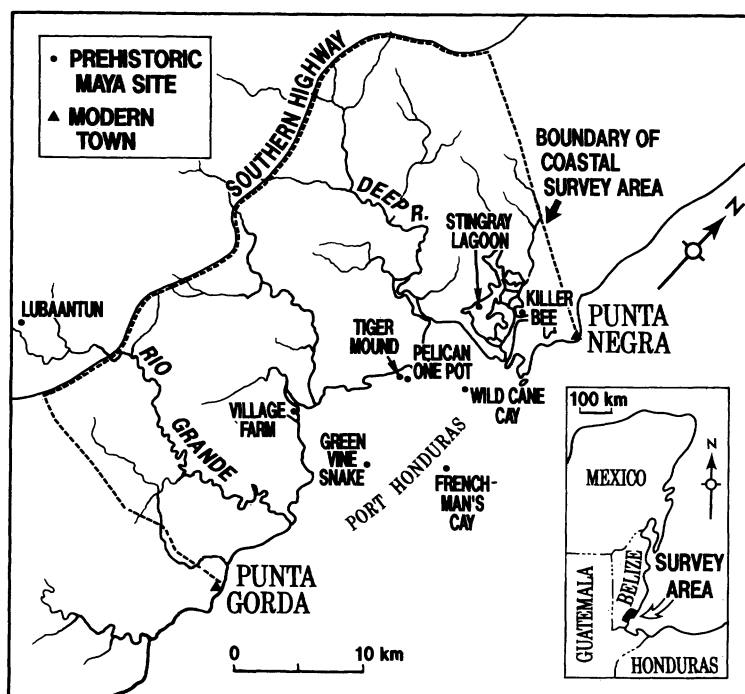 PREHISTORIC
MAYA SITE
MODERN
TOWN
SOUTHERN HIGHWAY
BOUNDARY OF
COASTAL
SURVEY AREA
DEEP R.
N
STINGRAY
LAGOON
LUBAANTUN
KILLER
BEE
PUNTA
NEGRA
TIGER
MOUND
PELICAN
ONE POT
RIO
GRANDE
WILD CANE
CAY
VILLAGE
FARM
GREEN
VINE
SNAKE
PORT HONDURAS
FRENCH-
MAN'S
CAY
PUNTA
GORDA
0 10 km
100 km
N
MEXICO
BELIZE
SURVEY
AREA
GUATEMALA
HONDURAS